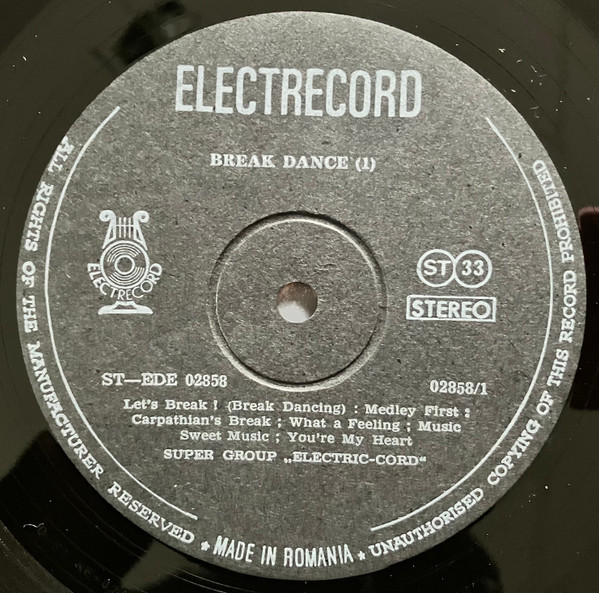 ELECTRECORD
BREAK DANCE (1)
ELECTRECORD
ST 33
STEREO
ST—EDE 02858
02858/1
Let's Break ! (Break Dancing) : Medley First :
Carpathian's Break ; What a Feeling ; Music
Sweet Music ; You're My Heart
SUPER GROUP „ELECTRIC-CORD“
ALL RIGHTS OF THE MANUFACTURER RESERVED ★ MADE IN ROMANIA ★ UNAUTHORISED COPYING OF THIS RECORD PROHIBITED